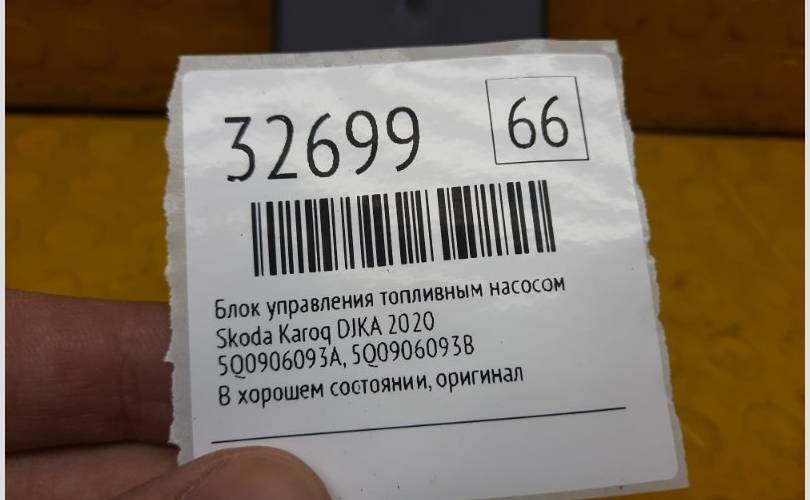 32699
66
Блок управления топливным насосом
Skoda Karoq DJKA 2020
5Q0906093A, 5Q0906093B
В хорошем состоянии, оригинал